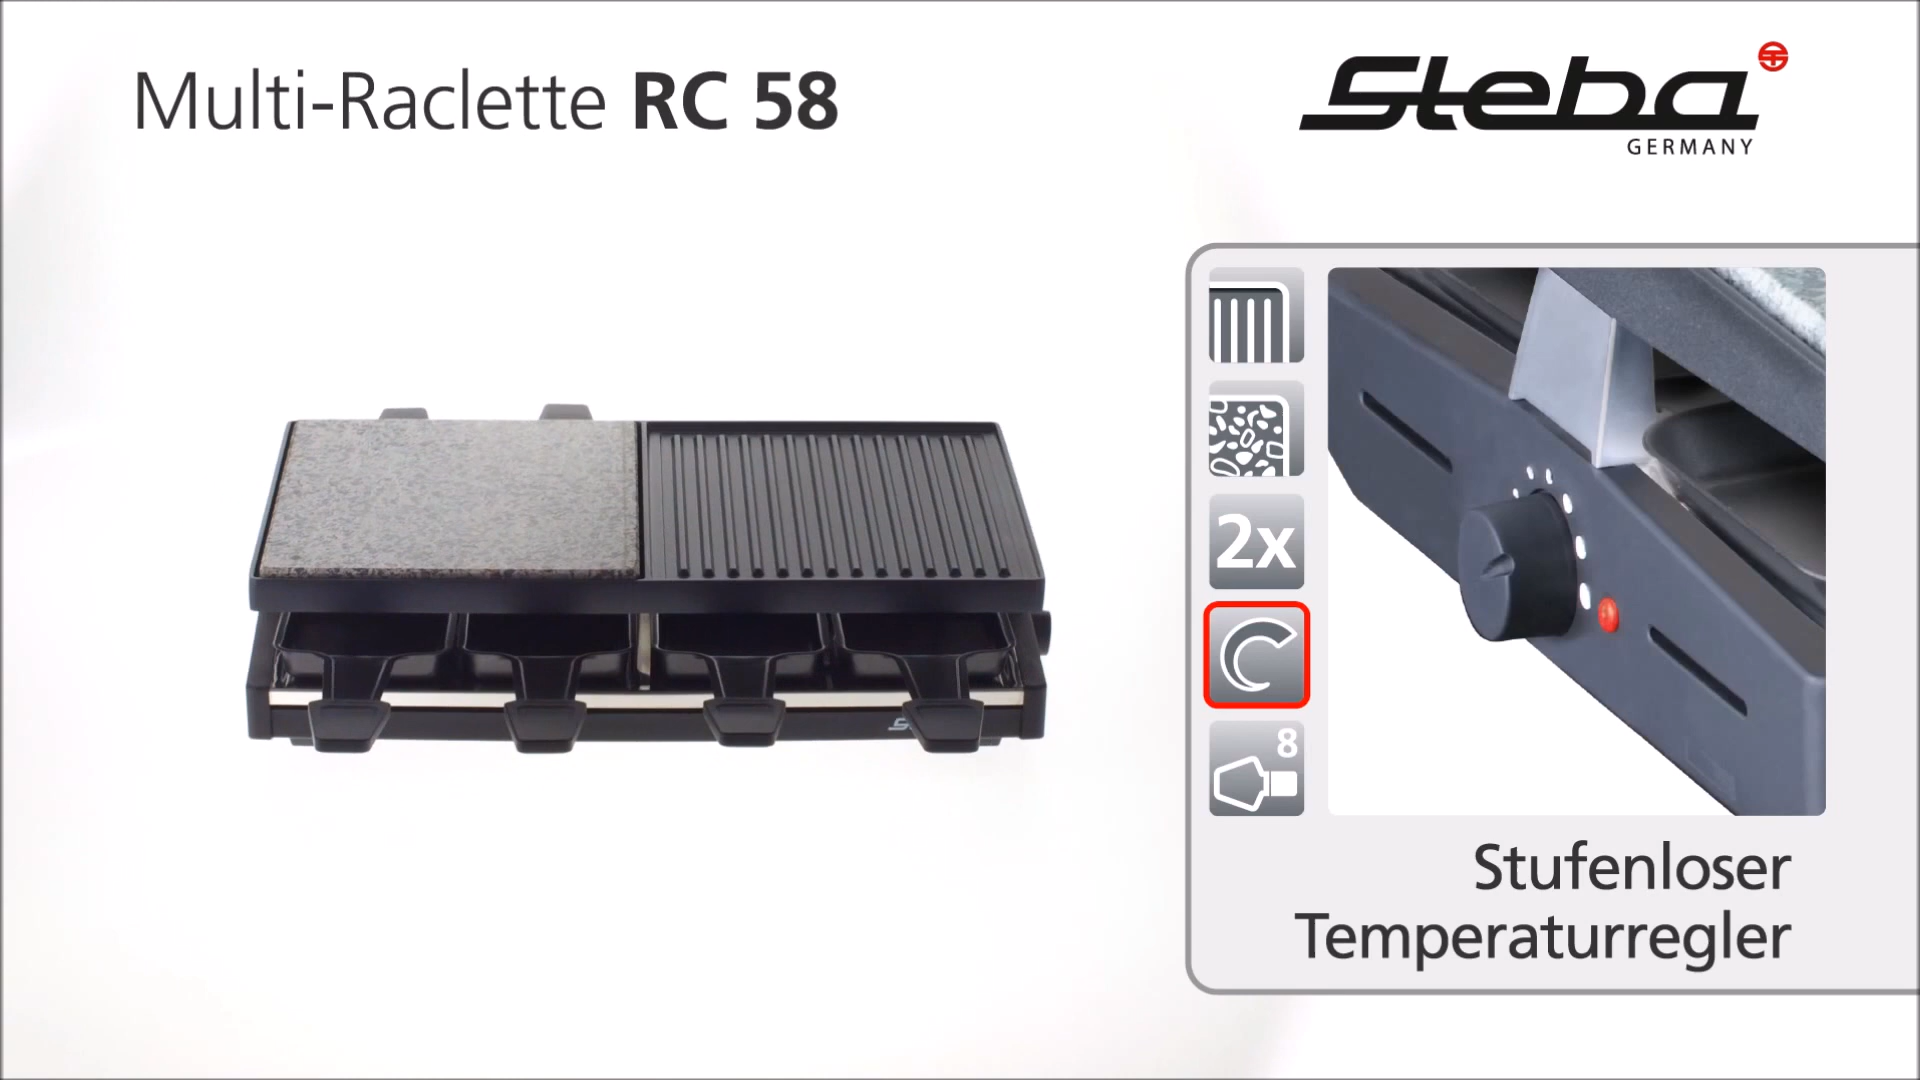 Multi-Raclette RC 58
Steba
GERMANY
2x
8
Stufenloser
Temperaturregler